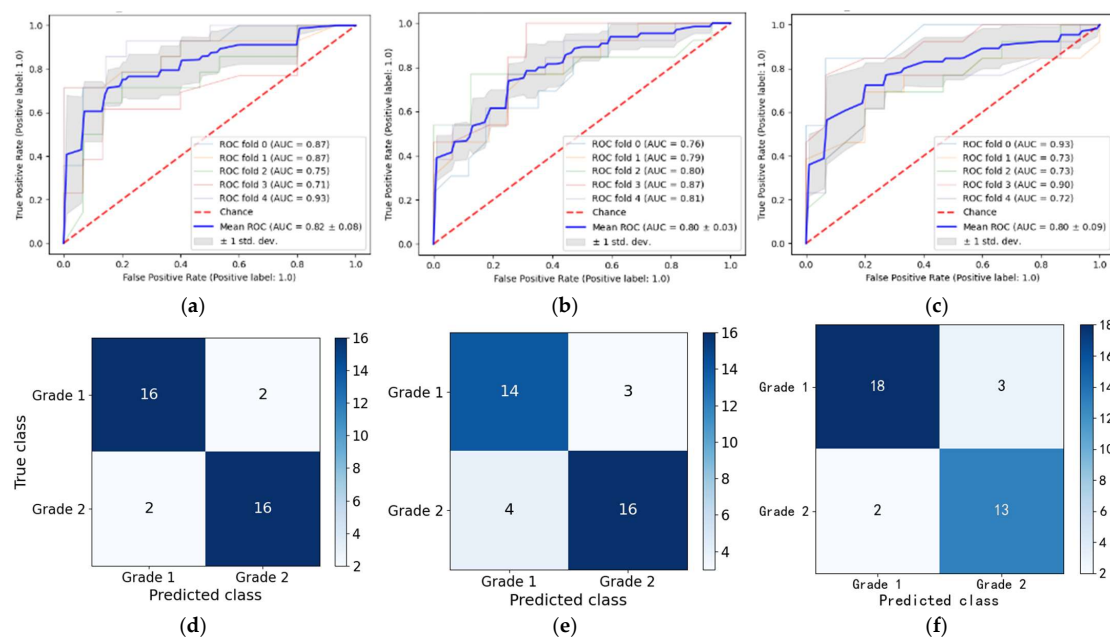 1.0
0.8
0.6
0.4
0.2
0.0
True Positive Rate (Positive label: 1.0)
ROC fold 0 (AUC = 0.87)
ROC fold 1 (AUC = 0.87)
ROC fold 2 (AUC = 0.75)
ROC fold 3 (AUC = 0.71)
ROC fold 4 (AUC = 0.93)
Chance
Mean ROC (AUC = 0.82 ± 0.08)
± 1 std. dev.
0.0 0.2 0.4 0.6 0.8 1.0
False Positive Rate (Positive label: 1.0)
(a)
1.0
0.8
0.6
0.4
0.2
0.0
True Positive Rate (Positive label: 1.0)
ROC fold 0 (AUC = 0.76)
ROC fold 1 (AUC = 0.79)
ROC fold 2 (AUC = 0.80)
ROC fold 3 (AUC = 0.87)
ROC fold 4 (AUC = 0.81)
Chance
Mean ROC (AUC = 0.80 ± 0.03)
± 1 std. dev.
0.0 0.2 0.4 0.6 0.8 1.0
False Positive Rate (Positive label: 1.0)
(b)
1.0
0.8
0.6
0.4
0.2
0.0
True Positive Rate (Positive label: 1.0)
ROC fold 0 (AUC = 0.93)
ROC fold 1 (AUC = 0.73)
ROC fold 2 (AUC = 0.73)
ROC fold 3 (AUC = 0.90)
ROC fold 4 (AUC = 0.72)
Chance
Mean ROC (AUC = 0.80 ± 0.09)
± 1 std. dev.
0.0 0.2 0.4 0.6 0.8 1.0
False Positive Rate (Positive label: 1.0)
(c)
True class
Grade 1
16 2
Grade 2
2 16
Grade 1 Grade 2
Predicted class
16
14
12
10
8
6
4
2
(d)
Grade 1
14 3
Grade 2
4 16
Grade 1 Grade 2
Predicted class
16
14
12
10
8
6
4
(e)
Grade 1
18 3
Grade 2
2 13
Grade 1 Grade 2
Predicted class
18
16
14
12
10
8
6
4
2
(f)